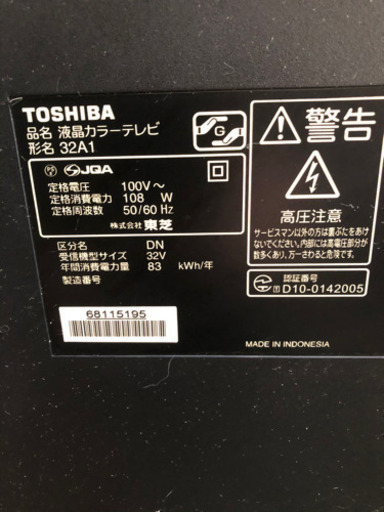 TOSHIBA
品名 液晶カラーテレビ
形名 32A1
G
PS E JQA
定格電圧 100V～
定格消費電力 108 W
定格周波数 50/60 Hz
株式会社 東芝
区分名 DN
受信機型サイズ 32V
年間消費電力量 83 kWh/年
製造番号
68115195
警告
高圧注意
サービスマン以外の方は裏ぶたをあけ
ないでください。内部には高電圧部分が
数多くあり、万一さわると危険です。
認証番号
D10-0142005
MADE IN INDONESIA